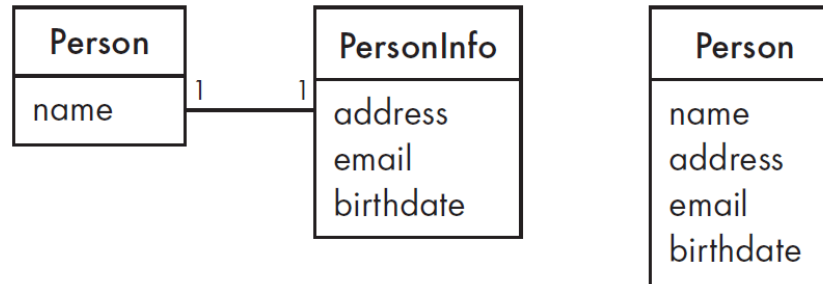 Person
name
1
1
PersonInfo
address
email
birthdate
Person
name
address
email
birthdate